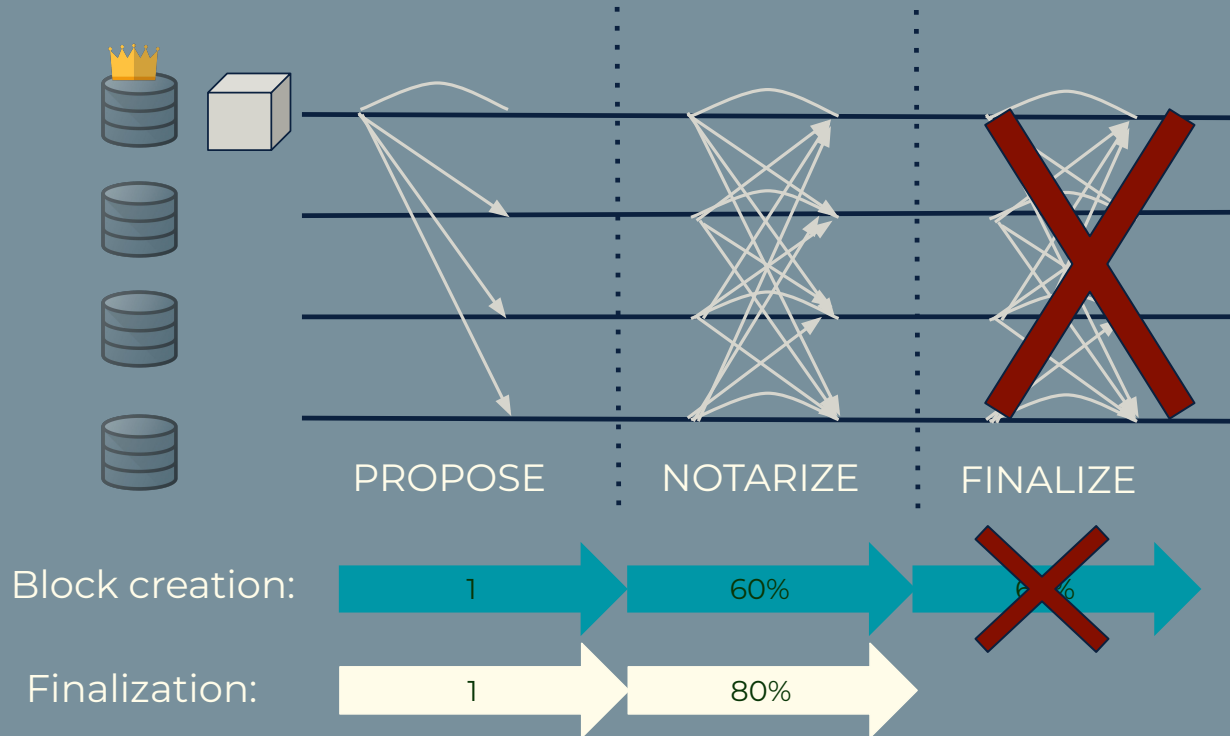 PROPOSE
NOTARIZE
FINALIZE
Block creation:
1
60%
Finalization:
1
80%